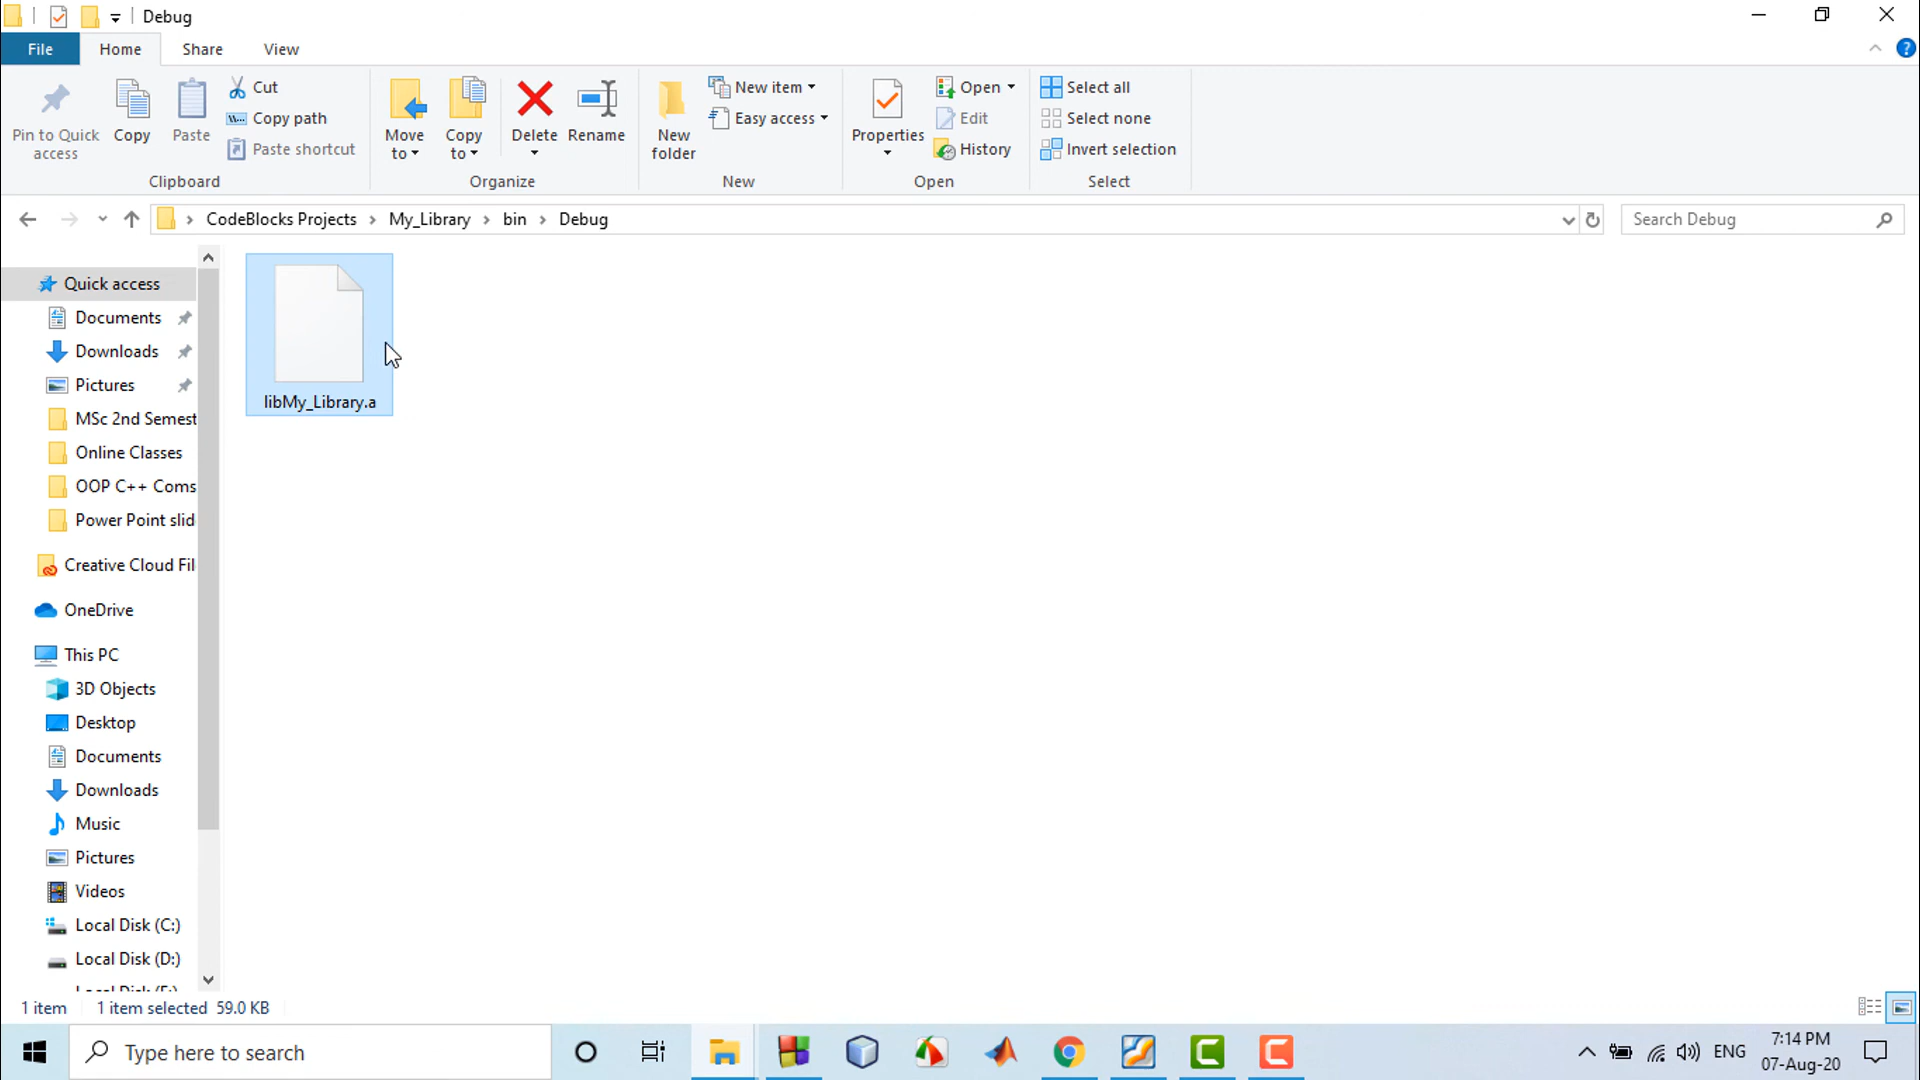 Debug
File Home Share View
Pin to Quick access
Copy
Paste
Cut
Copy path
Paste shortcut
Clipboard
Move to
Copy to
Delete
Rename
Organize
New folder
New item
Easy access
New
Properties
Open
Edit
History
Open
Select all
Select none
Invert selection
Select
CodeBlocks Projects > My_Library > bin > Debug
Search Debug
Quick access
Documents
Downloads
Pictures
MSc 2nd Semest
Online Classes
OOP C++ Coms
Power Point slid
Creative Cloud Fil
OneDrive
This PC
3D Objects
Desktop
Documents
Downloads
Music
Pictures
Videos
Local Disk (C:)
Local Disk (D:)
libMy_Library.a
1 item 1 item selected 59.0 KB
Type here to search
ENG
7:14 PM
07-Aug-20